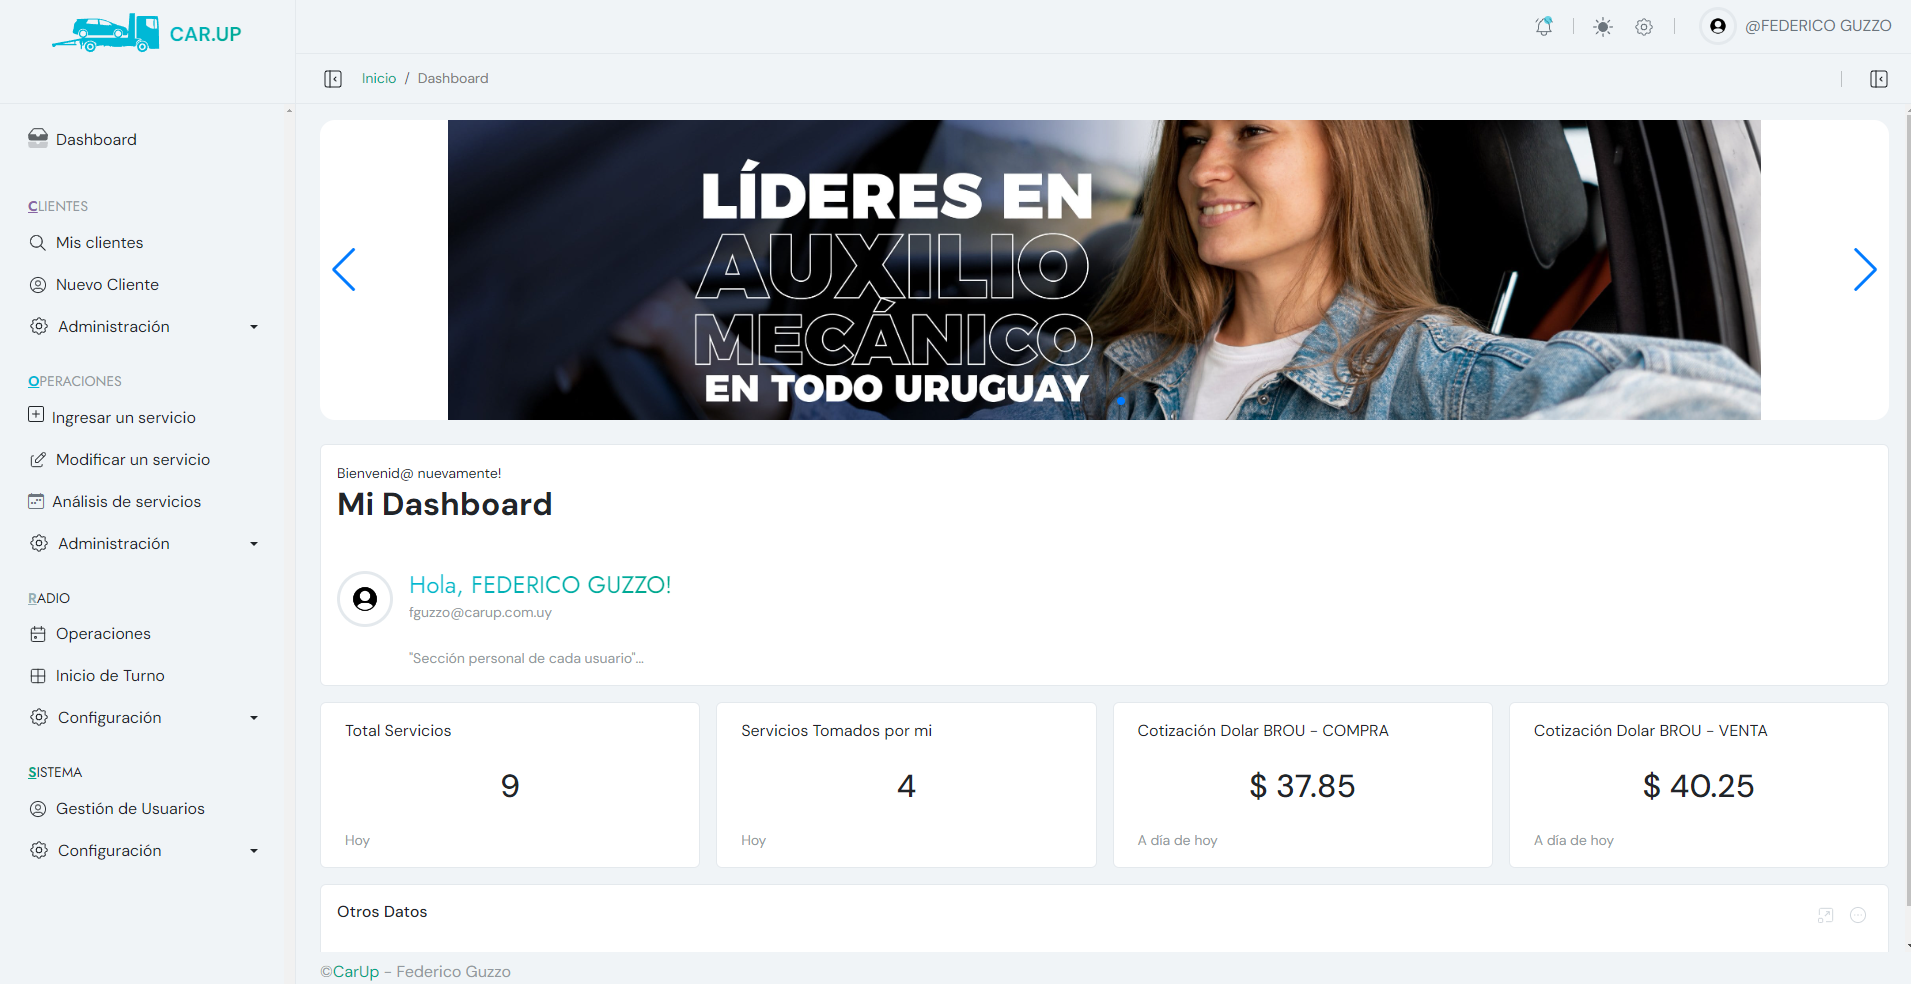 CAR.UP
@FEDERICO GUZZO
Inicio / Dashboard
Dashboard
CLIENTES
Mis clientes
Nuevo Cliente
Administración
OPERACIONES
Ingresar un servicio
Modificar un servicio
Análisis de servicios
Administración
RADIO
Operaciones
Inicio de Turno
Configuración
SISTEMA
Gestión de Usuarios
Configuración
LÍDERES EN
AUXILIO
MECÁNICO
EN TODO URUGUAY
Bienvenid@ nuevamente!
Mi Dashboard
Hola, FEDERICO GUZZO!
fguzzo@carup.com.uy
"Sección personal de cada usuario"...
Total Servicios
9
Hoy
Servicios Tomados por mi
4
Hoy
Cotización Dolar BROU - COMPRA
$ 37.85
A día de hoy
Cotización Dolar BROU - VENTA
$ 40.25
A día de hoy
Otros Datos
©CarUp - Federico Guzzo